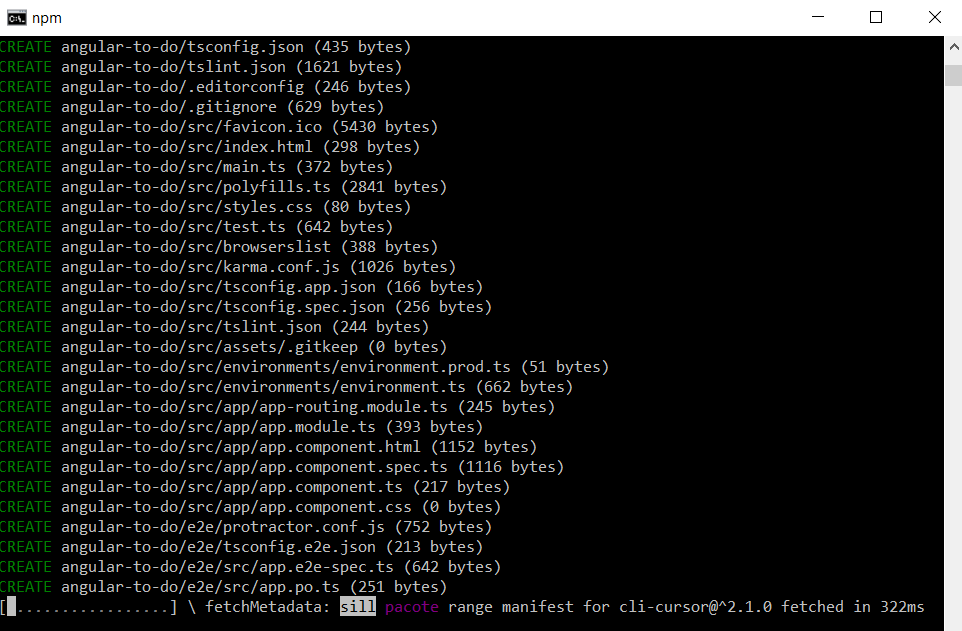 npm
CREATE angular-to-do/tsconfig.json (435 bytes)
CREATE angular-to-do/tslint.json (1621 bytes)
CREATE angular-to-do/.editorconfig (246 bytes)
CREATE angular-to-do/.gitignore (629 bytes)
CREATE angular-to-do/src/favicon.ico (5430 bytes)
CREATE angular-to-do/src/index.html (298 bytes)
CREATE angular-to-do/src/main.ts (372 bytes)
CREATE angular-to-do/src/polyfills.ts (2841 bytes)
CREATE angular-to-do/src/styles.css (80 bytes)
CREATE angular-to-do/src/test.ts (642 bytes)
CREATE angular-to-do/src/browserslist (388 bytes)
CREATE angular-to-do/src/karma.conf.js (1026 bytes)
CREATE angular-to-do/src/tsconfig.app.json (166 bytes)
CREATE angular-to-do/src/tsconfig.spec.json (256 bytes)
CREATE angular-to-do/src/tslint.json (244 bytes)
CREATE angular-to-do/src/assets/.gitkeep (0 bytes)
CREATE angular-to-do/src/environments/environment.prod.ts (51 bytes)
CREATE angular-to-do/src/environments/environment.ts (662 bytes)
CREATE angular-to-do/src/app/app-routing.module.ts (245 bytes)
CREATE angular-to-do/src/app/app.module.ts (393 bytes)
CREATE angular-to-do/src/app/app.component.html (1152 bytes)
CREATE angular-to-do/src/app/app.component.spec.ts (1116 bytes)
CREATE angular-to-do/src/app/app.component.ts (217 bytes)
CREATE angular-to-do/src/app/app.component.css (0 bytes)
CREATE angular-to-do/e2e/protractor.conf.js (752 bytes)
CREATE angular-to-do/e2e/tsconfig.e2e.json (213 bytes)
CREATE angular-to-do/e2e/src/app.e2e-spec.ts (642 bytes)
CREATE angular-to-do/e2e/src/app.po.ts (251 bytes)
[ .................] \ fetchMetadata: sill pacote range manifest for cli-cursor@^2.1.0 fetched in 322ms